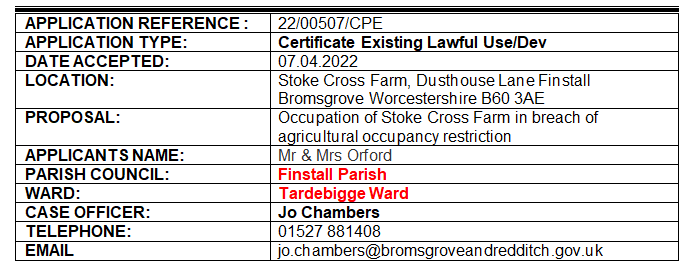 APPLICATION REFERENCE : 22/00507/CPE
APPLICATION TYPE: Certificate Existing Lawful Use/Dev
DATE ACCEPTED: 07.04.2022
LOCATION: Stoke Cross Farm, Dusthouse Lane Finstall
Bromsgrove Worcestershire B60 3AE
PROPOSAL: Occupation of Stoke Cross Farm in breach of
agricultural occupancy restriction
APPLICANTS NAME: Mr & Mrs Orford
PARISH COUNCIL: Finstall Parish
WARD: Tardebigge Ward
CASE OFFICER: Jo Chambers
TELEPHONE: 01527 881408
EMAIL jo.chambers@bromsgroveandredditch.gov.uk